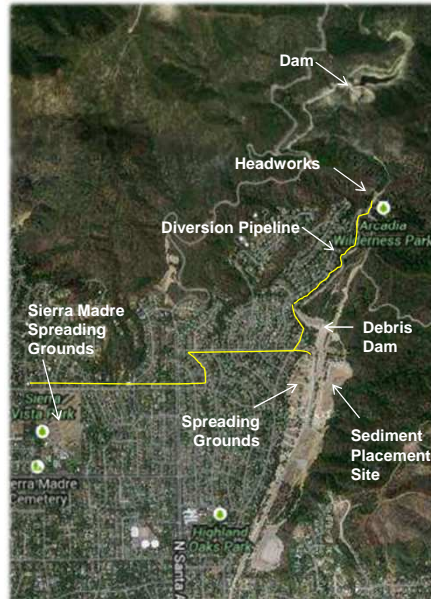 Dam
Headworks
Arcadia
Wilderness Park
Diversion Pipeline
Sierra Madre
Spreading
Grounds
Debris
Dam
Sierra
Vista Park
Spreading
Grounds
Sediment
Placement
Site
erra Madre
Cemetery
Highland
Oaks Park
N Santa A